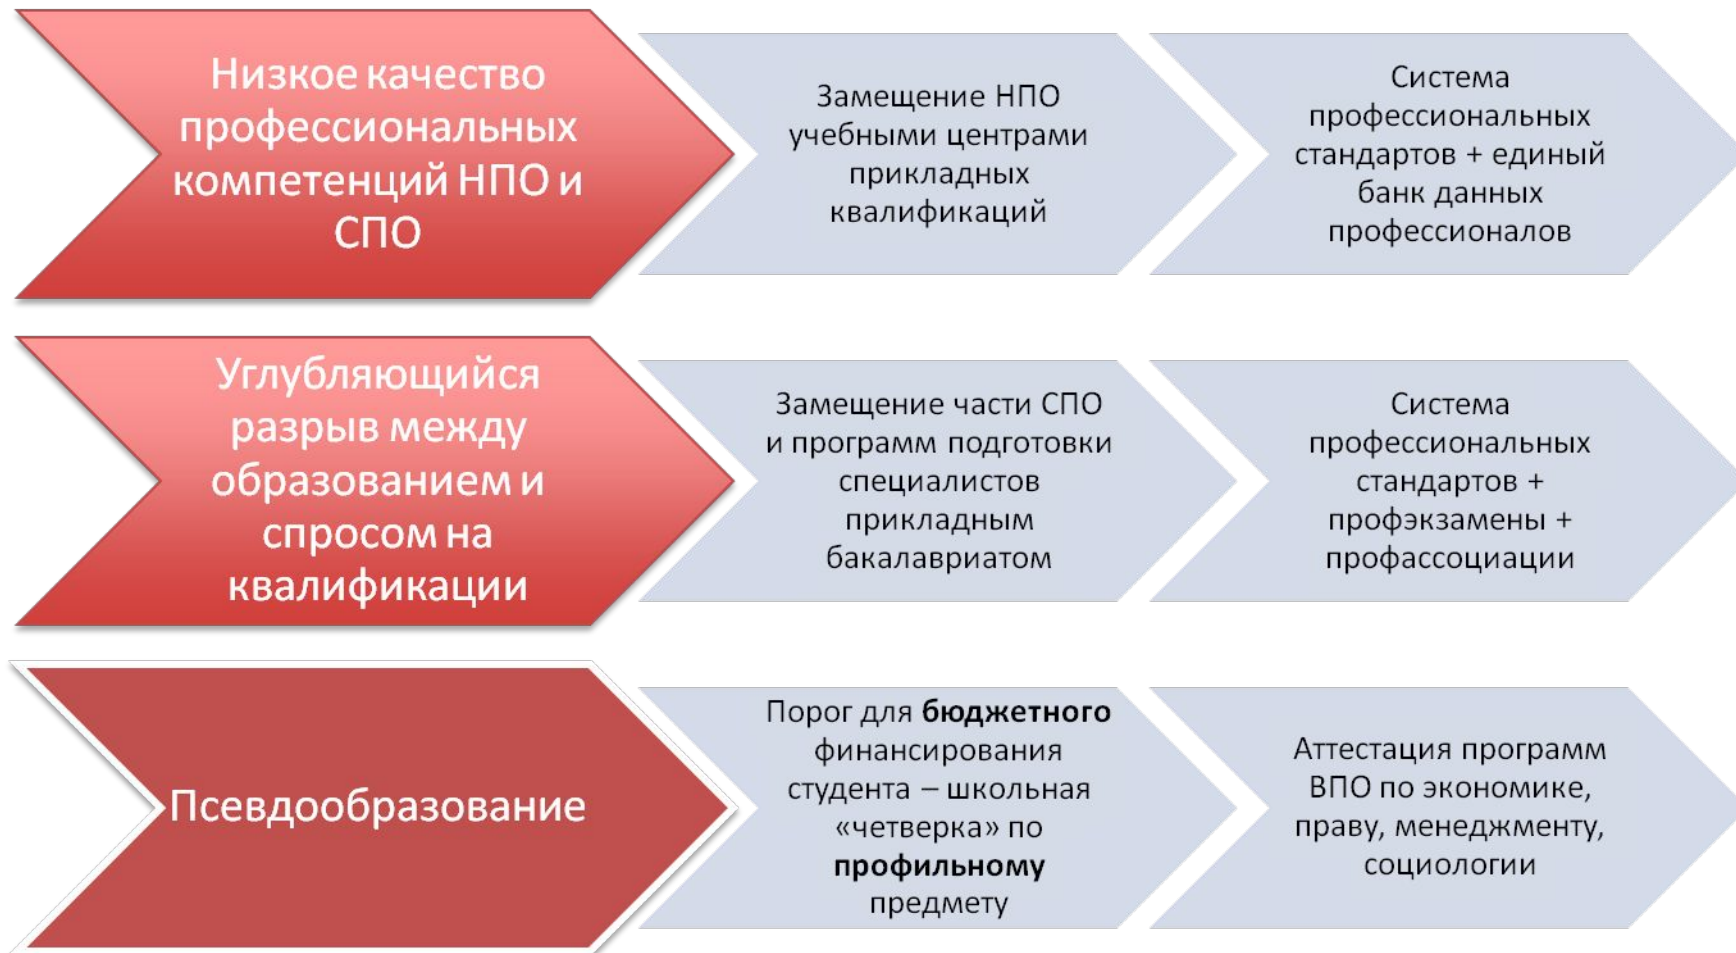 Низкое качество
профессиональных
компетенций НПО и
СПО
Замещение НПО
учебными центрами
прикладных
квалификаций
Система
профессиональных
стандартов + единый
банк данных
профессионалов
Углубляющийся
разрыв между
образованием и
спросом на
квалификации
Замещение части СПО
и программ подготовки
специалистов
прикладным
бакалавриатом
Система
профессиональных
стандартов +
профэкзамены +
профассоциации
Псевдообразование
Порог для бюджетного
финансирования
студента – школьная
«четверка» по
профильному
предмету
Аттестация программ
ВПО по экономике,
праву, менеджменту,
социологии